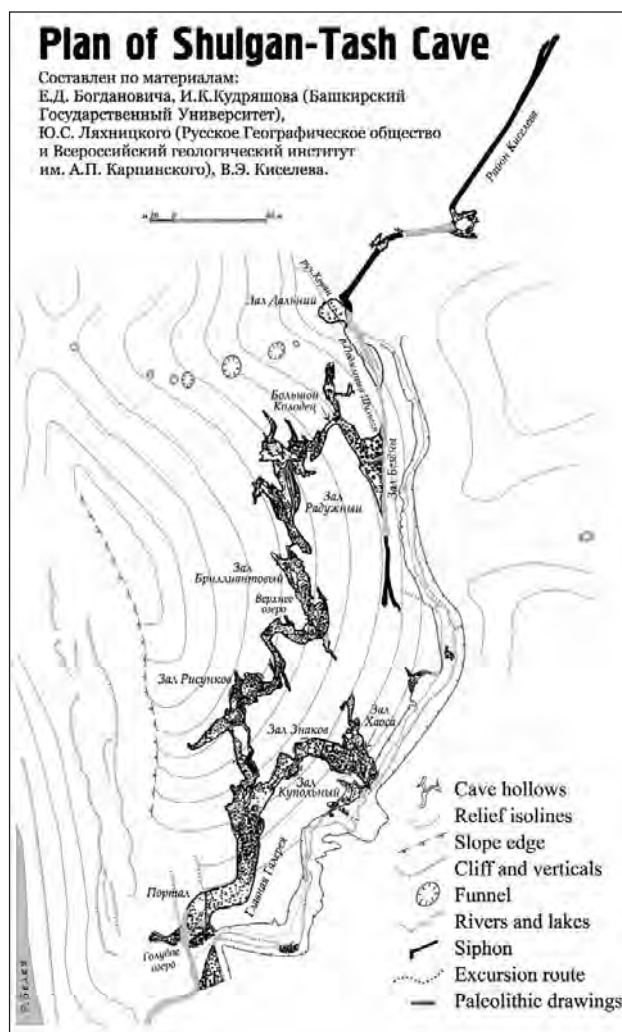 Plan of Shulgan-Tash Cave
Составлен по материалам:
Е.Д. Богдановича, И.К.Кудряшова (Башкирский
Государственный Университет),
Ю.С. Ляхницкого (Русское Географическое общество
и Всероссийский геологический институт
им. А.П. Карпинского), В.Э. Киселева.
Район Киселева
Зал Дальний
Большой
Колодец
Зал
Радужный
Зал
Бриллиантовый
Верхнее
озеро
Зал Рисунков
Зал Знаков
Зал
Хаоса
Зал
Купольный
Главная Галерея
Портал
Голубое
озеро
Р. Белая
Cave hollows
Relief isolines
Slope edge
Cliff and verticals
Funnel
Rivers and lakes
Siphon
Excursion route
Paleolithic drawings